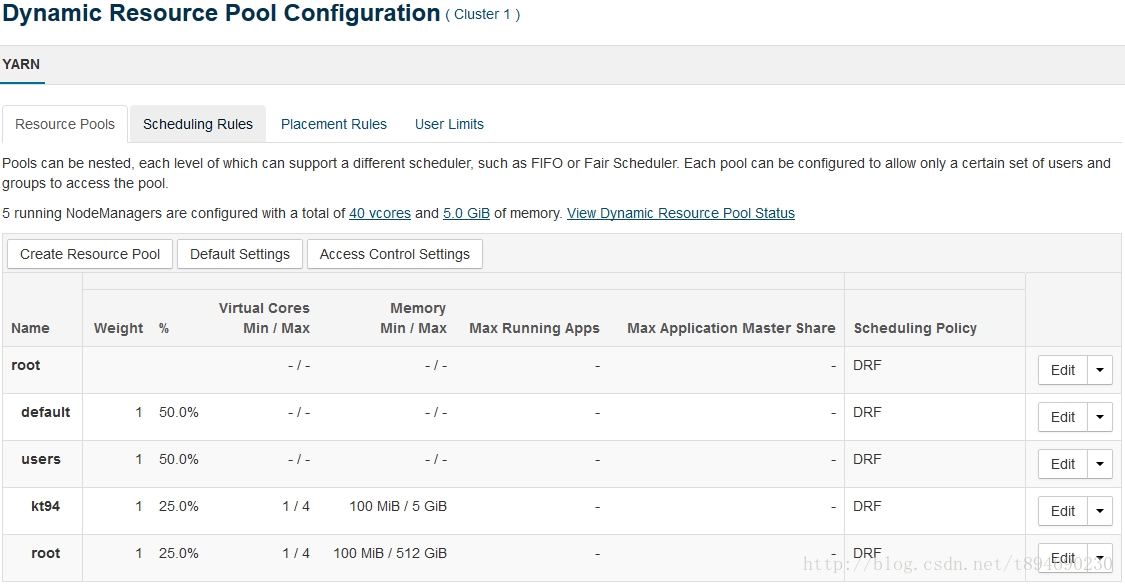 Dynamic Resource Pool Configuration ( Cluster 1 )
YARN
Resource Pools Scheduling Rules Placement Rules User Limits
Pools can be nested, each level of which can support a different scheduler, such as FIFO or Fair Scheduler. Each pool can be configured to allow only a certain set of users and
groups to access the pool.
5 running NodeManagers are configured with a total of 40 vcores and 5.0 GiB of memory. View Dynamic Resource Pool Status
Create Resource Pool Default Settings Access Control Settings
Virtual Cores Memory
Name Weight % Min / Max Min / Max Max Running Apps Max Application Master Share Scheduling Policy
root - / - - / - - - DRF Edit
default 1 50.0% - / - - / - - - DRF Edit
users 1 50.0% - / - - / - - - DRF Edit
kt94 1 25.0% 1 / 4 100 MiB / 5 GiB - - DRF Edit
root 1 25.0% 1 / 4 100 MiB / 512 GiB - - DRF Edit